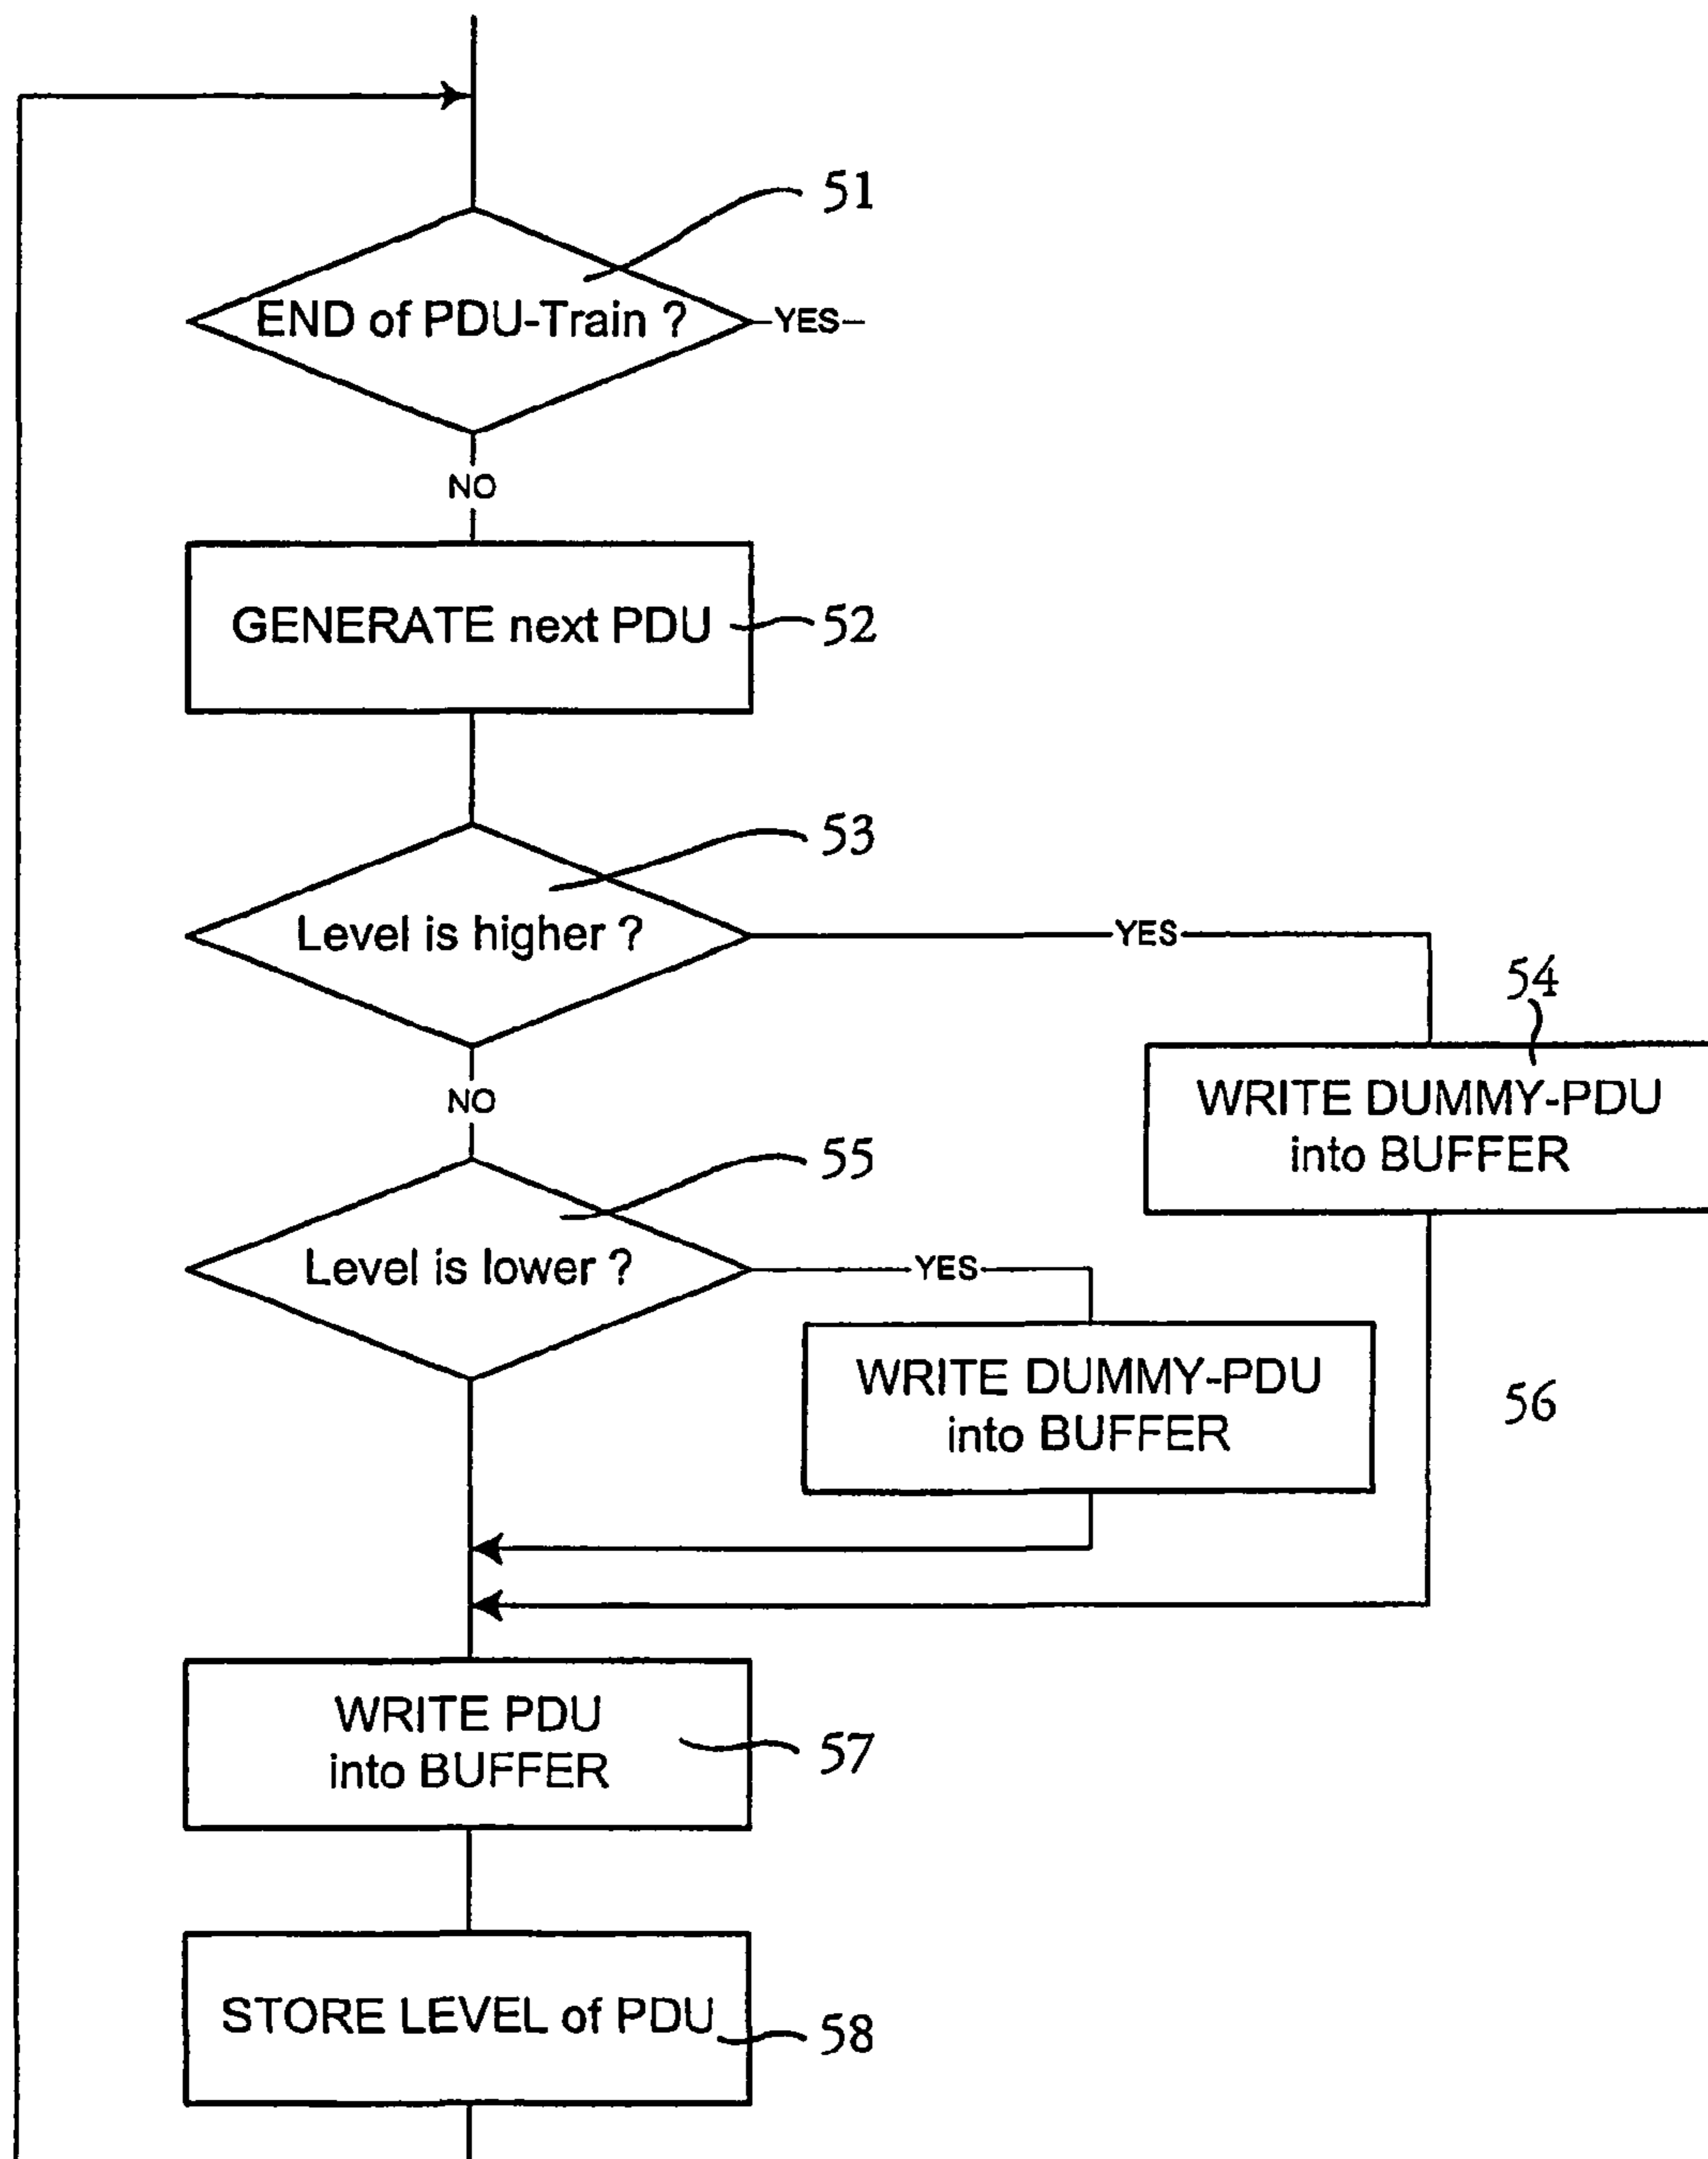 51
END of PDU-Train ?
YES
NO
GENERATE next PDU
52
53
Level is higher ?
YES
54
NO
WRITE DUMMY-PDU
into BUFFER
55
Level is lower ?
YES
WRITE DUMMY-PDU
into BUFFER
56
WRITE PDU
into BUFFER
57
STORE LEVEL of PDU
58